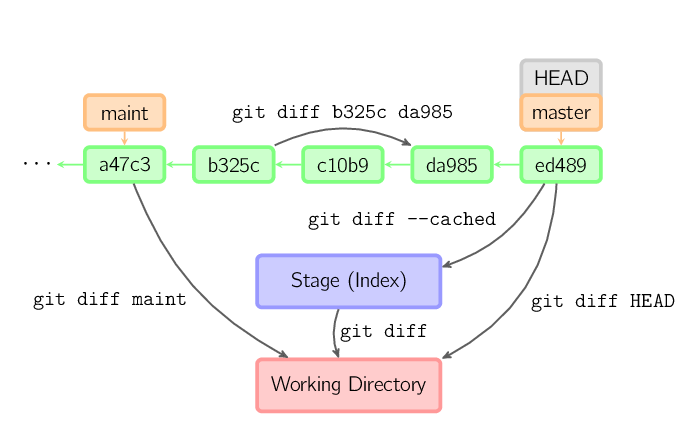 HEAD
maint
git diff b325c da985
master
...
a47c3
b325c
c10b9
da985
ed489
git diff --cached
Stage (Index)
git diff maint
git diff HEAD
git diff
Working Directory